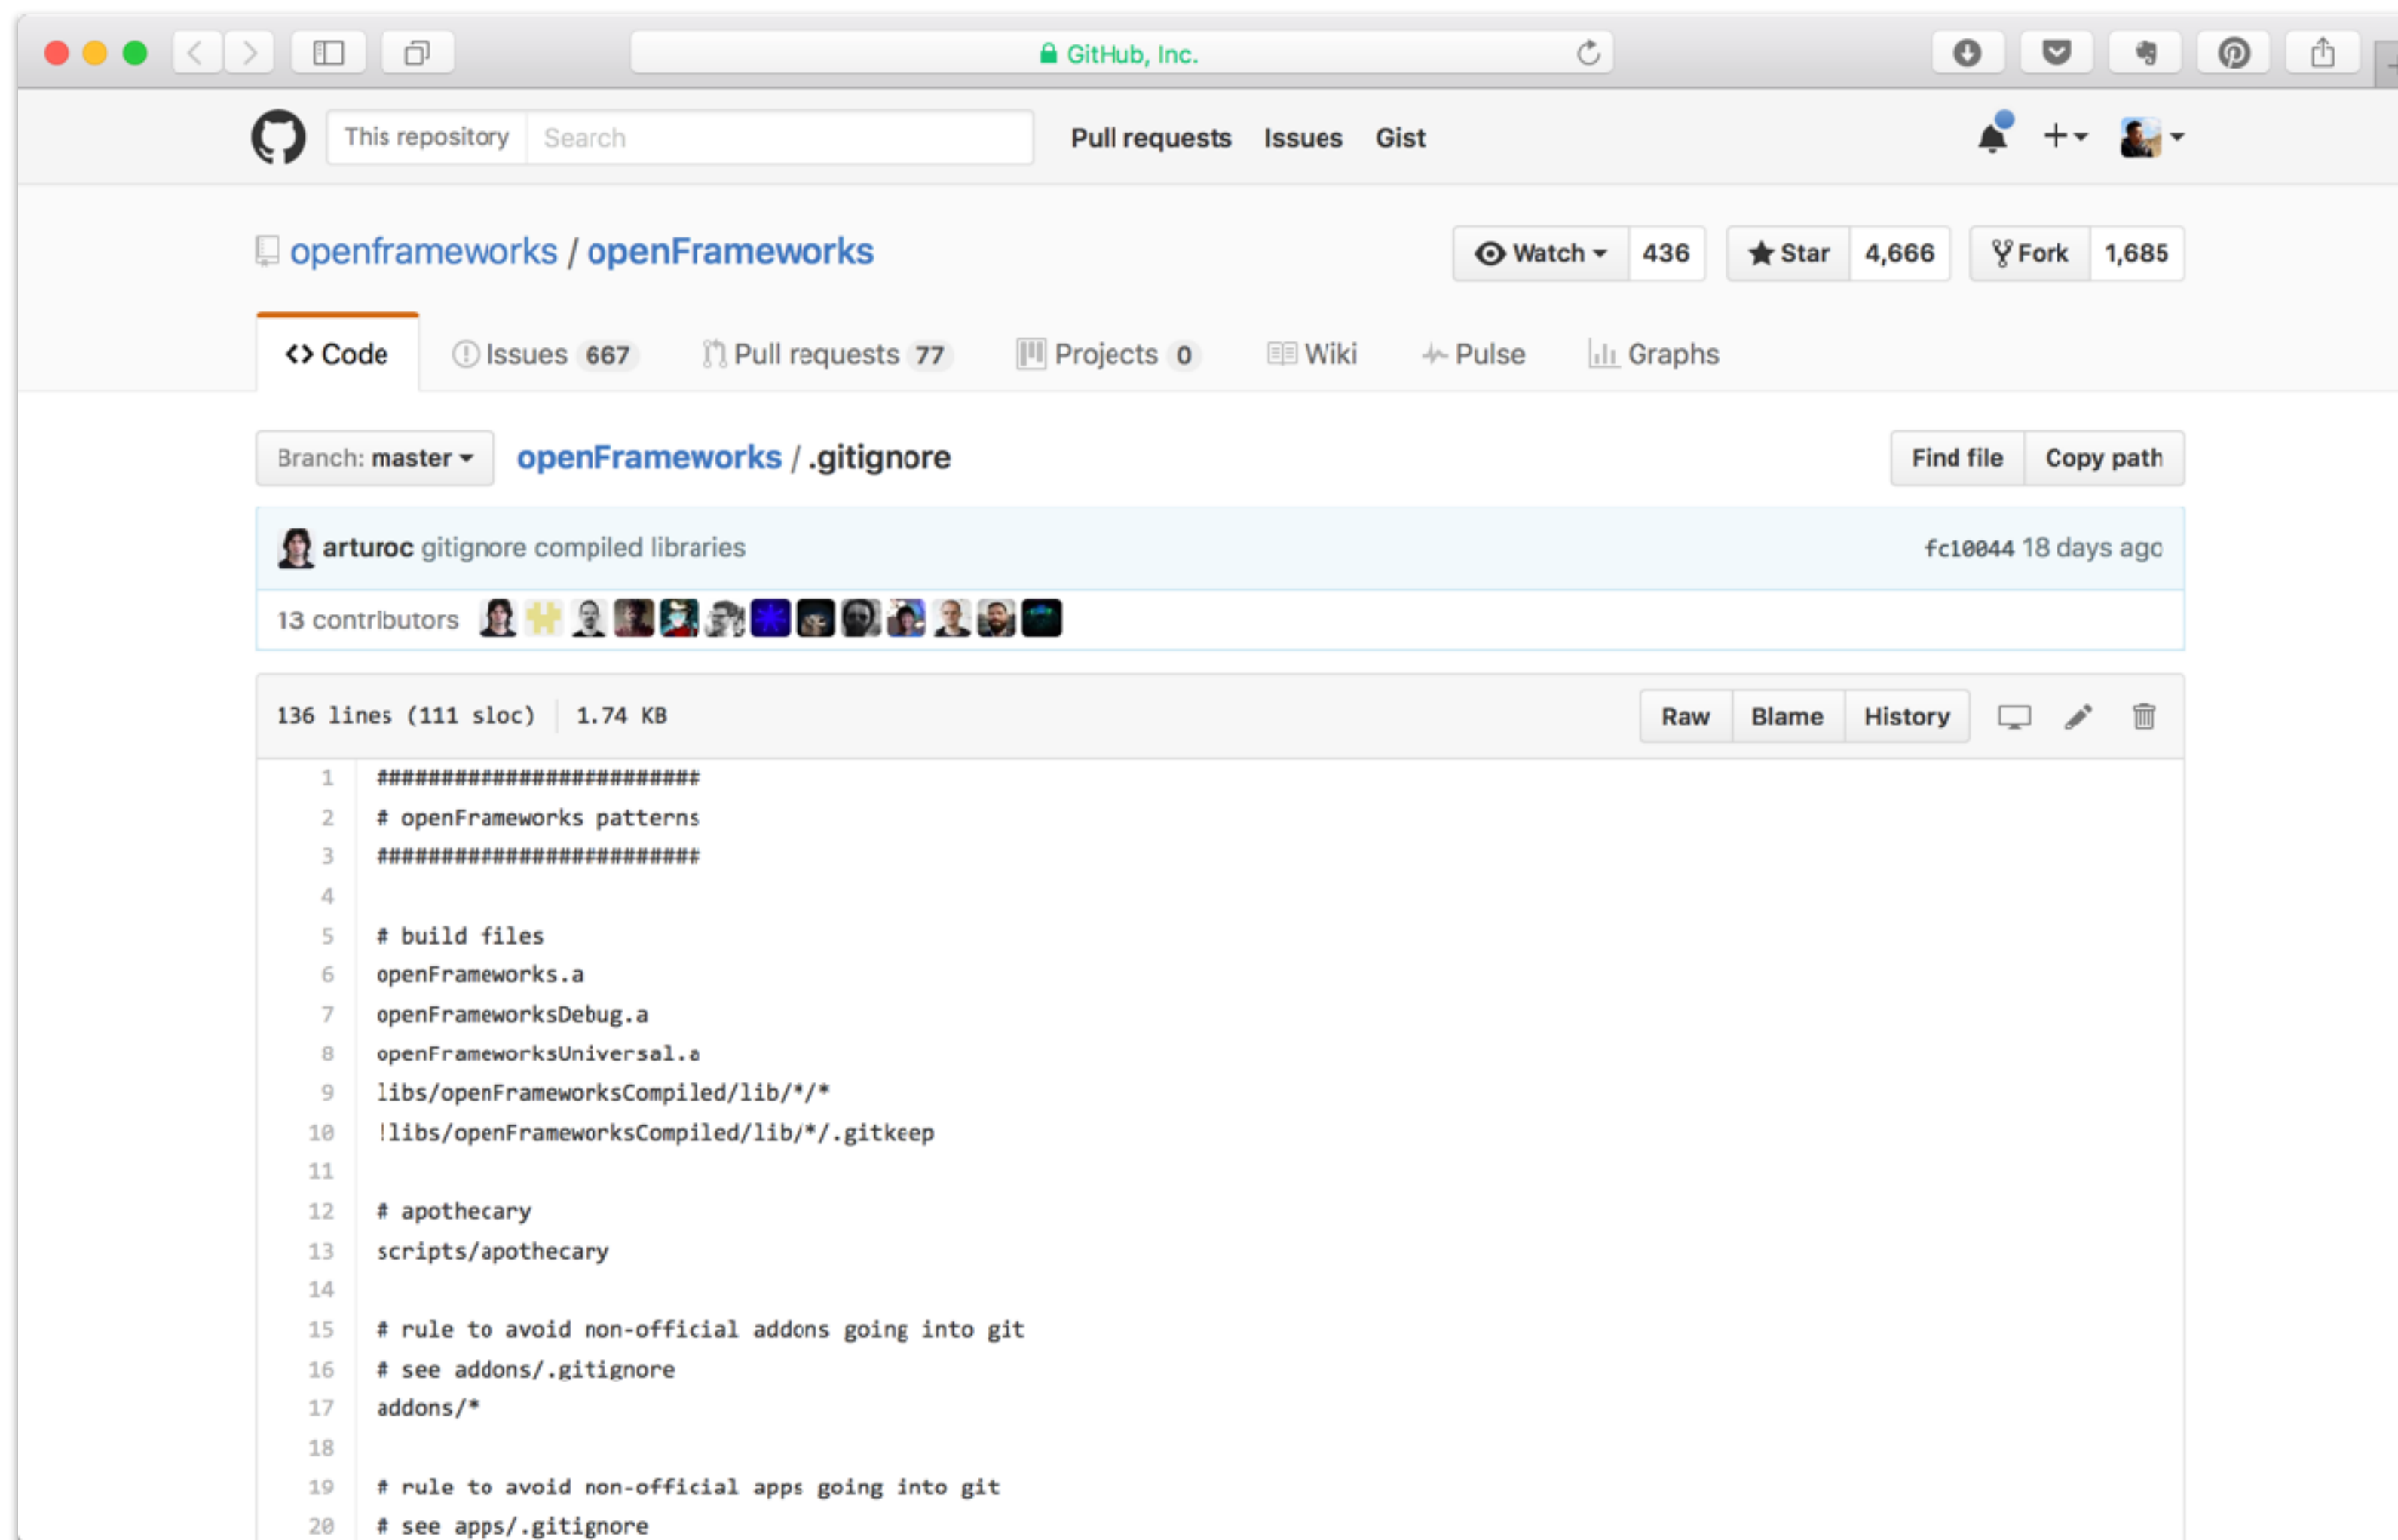 GitHub, Inc.
This repository Search Pull requests Issues Gist
openframeworks / openFrameworks Watch 436 Star 4,666 Fork 1,685
Code Issues 667 Pull requests 77 Projects 0 Wiki Pulse Graphs
Branch: master openFrameworks / .gitignore Find file Copy path
arturoc gitignore compiled libraries fc10044 18 days ago
13 contributors
136 lines (111 sloc) 1.74 KB Raw Blame History
1 #########################
2 # openFrameworks patterns
3 #########################
4
5 # build files
6 openFrameworks.a
7 openFrameworksDebug.a
8 openFrameworksUniversal.a
9 libs/openFrameworksCompiled/lib/*/*
10 !libs/openFrameworksCompiled/lib/*/.gitkeep
11
12 # apothecary
13 scripts/apothecary
14
15 # rule to avoid non-official addons going into git
16 # see addons/.gitignore
17 addons/*
18
19 # rule to avoid non-official apps going into git
20 # see apps/.gitignore